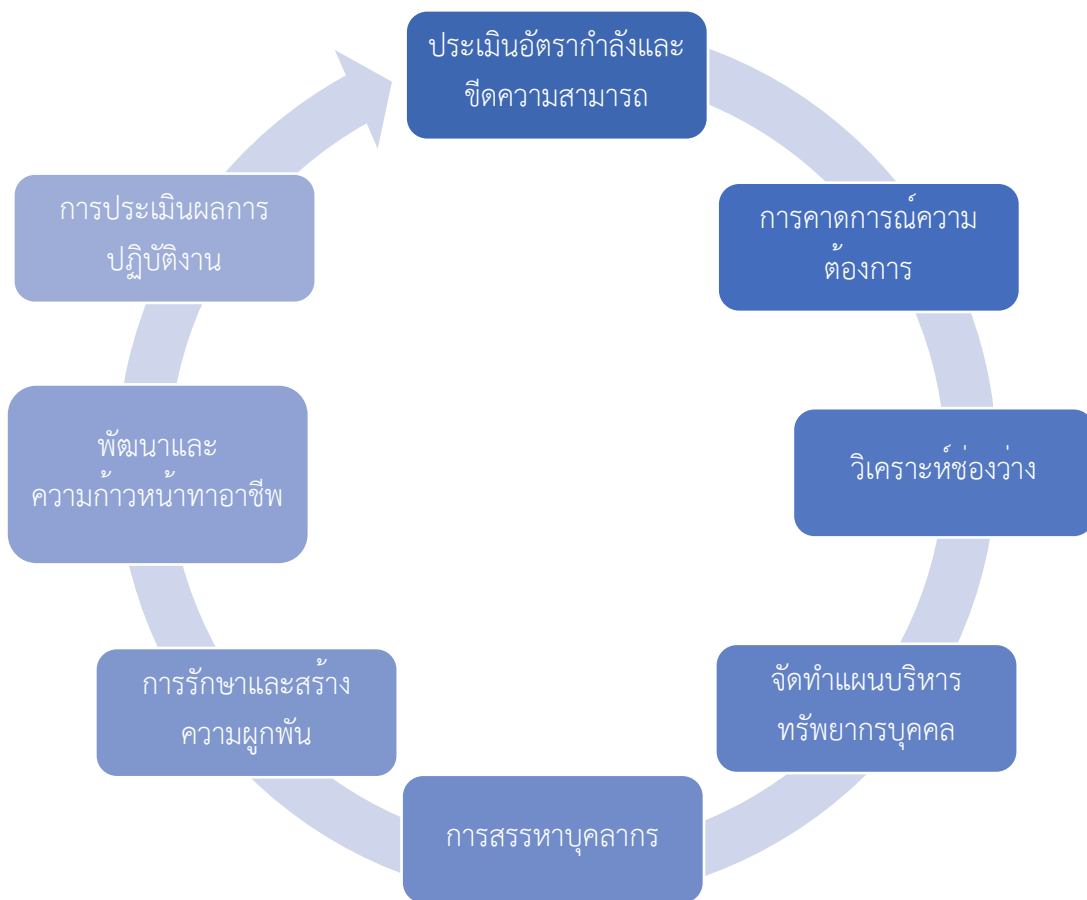 ประเมินอัตรากำลังและ
ขีดความสามารถ
การคาดการณ์ความ
ต้องการ
วิเคราะห์ช่องว่าง
จัดทำแผนบริหาร
ทรัพยากรบุคคล
การสรรหาบุคลากร
การรักษาและสร้าง
ความผูกพัน
พัฒนาและ
ความก้าวหน้าทาอาชีพ
การประเมินผลการ
ปฏิบัติงาน